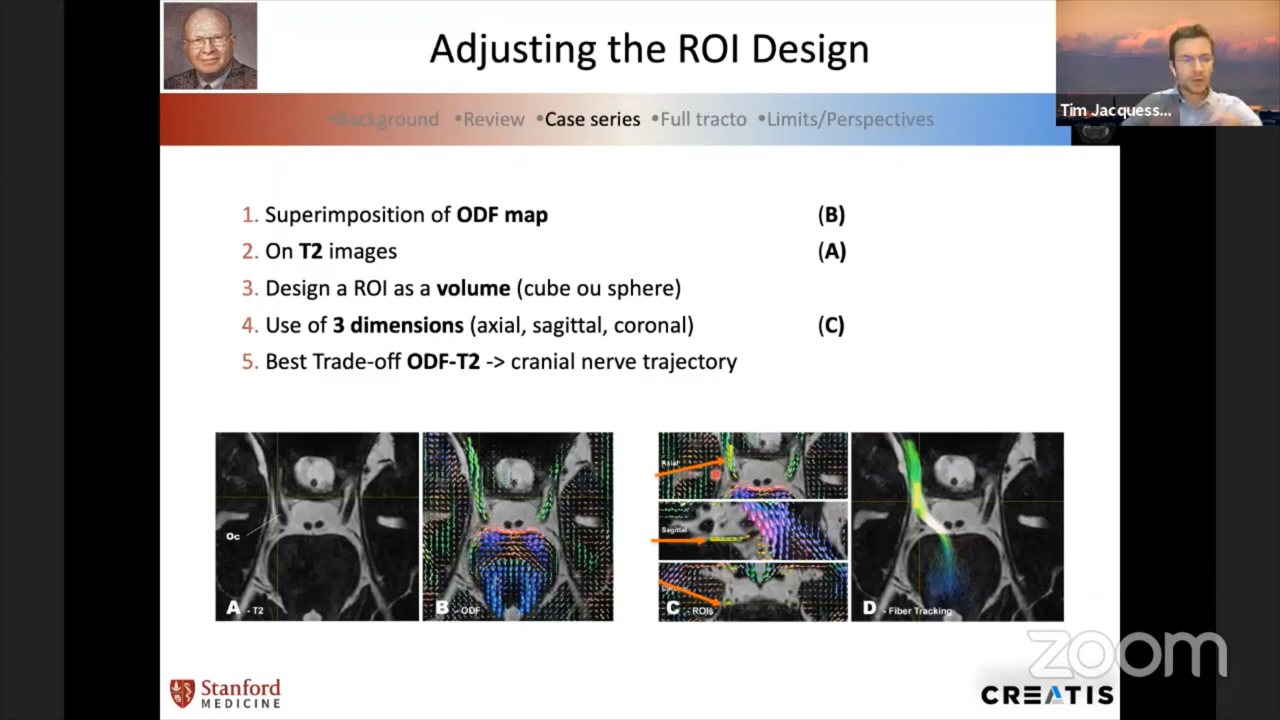 Adjusting the ROI Design
Tim Jacquess...
•Background •Review •Case series •Full tracto •Limits/Perspectives
1. Superimposition of ODF map (B)
2. On T2 images (A)
3. Design a ROI as a volume (cube ou sphere)
4. Use of 3 dimensions (axial, sagittal, coronal) (C)
5. Best Trade-off ODF-T2 -> cranial nerve trajectory
Oc
A - T2
B - ODF
Axial
Sagittal
C - ROIs
D - Fiber Tracking
zoom
Stanford
MEDICINE
CREATIS